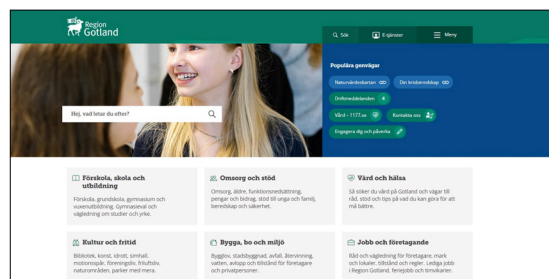 Region
Gotland
Sök
E-tjänster
Meny
Populära genvägar
Naturvårdsekartan
Din krisberedskap
Driftsmeddelanden 4
Vård - 1177.se
Kontakta oss
Engagera dig och påverka
Hej, vad letar du efter?
Förskola, skola och
utbildning
Förskola, grundskola, gymnasium och
vuxenutbildning. Gymnasieval och
vägledning om studier och yrke.
Omsorg och stöd
Omsorg, äldre, funktionsnedsättning,
pengar och bidrag, stöd till unga och familj,
beredskap och säkerhet.
Vård och hälsa
Så söker du vård på Gotland och vägar till
råd, stöd och tips på vad du kan göra för att
må bättre.
Kultur och fritid
Bibliotek, konst, idrott, simhall,
motionsspår, föreningsliv, friluftsliv,
naturområden, parker med mera.
Bygga, bo och miljö
Bygglov, stadsbyggnad, avfall, återvinning,
vatten, avlopp och tillstånd för företagare
och privatpersoner.
Jobb och företagande
Råd och vägledning för företagare, mark
och lokaler, tillstånd och regler. Lediga jobb
i Region Gotland, feriejobb och timvikarier.